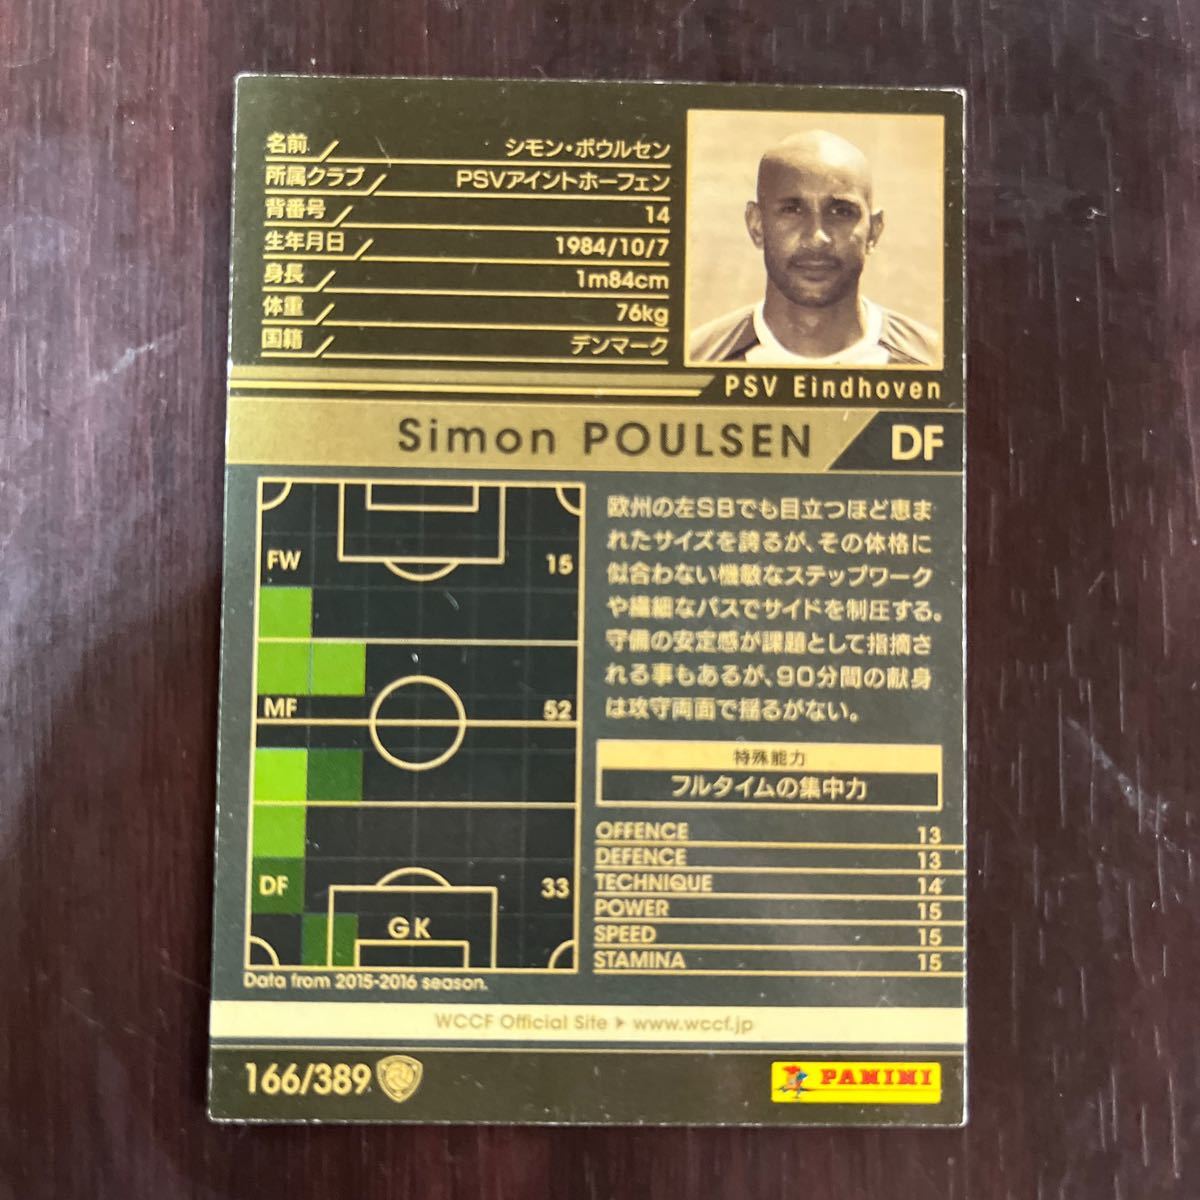 名前 シモン・ポウルセン
所属クラブ PSVアイントホーフェン
背番号 14
生年月日 1984/10/7
身長 1m84cm
体重 76kg
国籍 デンマーク
PSV Eindhoven
Simon POULSEN DF
FW 15
MF 52
DF 33
GK
Data from 2015-2016 season.
欧州の左SBでも目立つほど恵ま
れたサイズを誇るが、その体格に
似合わない機敏なステップワーク
や繊細なパスでサイドを制圧する。
守備の安定感が課題として指摘さ
れる事もあるが、90分間の献身
は攻守両面で揺るがない。
特殊能力
フルタイムの集中力
OFFENCE 13
DEFENCE 13
TECHNIQUE 14
POWER 15
SPEED 15
STAMINA 15
WCCF Official Site ▶ www.wccf.jp
166/389
PANINI